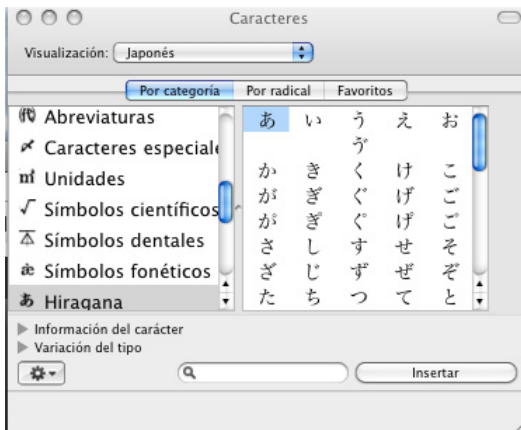 Caracteres
Visualización: Japonés
Por categoría Por radical Favoritos
Abreviaturas
Caracteres especiale
Unidades
Símbolos científicos
Símbolos dentales
Símbolos fonéticos
Hiragana
あ い う え お
ゔ
か き く け こ
が ぎ ぐ げ ご
か゚ き゚ く゚ け゚ こ゚
さ し す せ そ
ざ じ ず ぜ ぞ
た ち つ て と
Información del carácter
Variación del tipo
Insertar